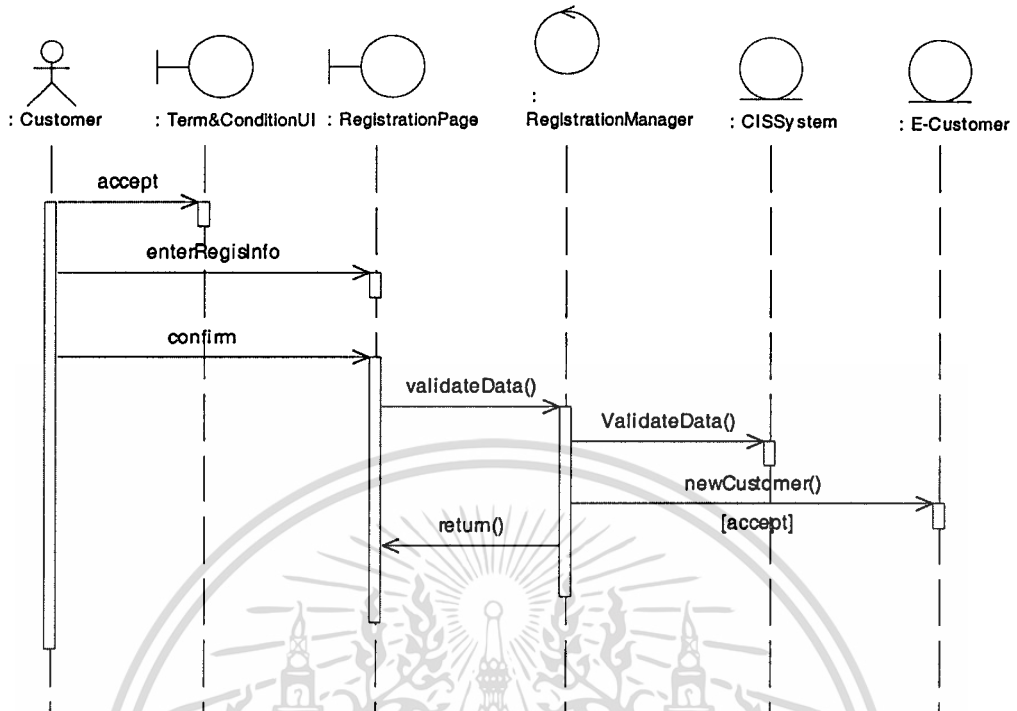 : Customer
: Term&ConditionUI
: RegistrationPage
:
RegistrationManager
: CISSystem
: E-Customer
accept
enterRegisInfo
confirm
validateData()
ValidateData()
newCustomer()
[accept]
return()